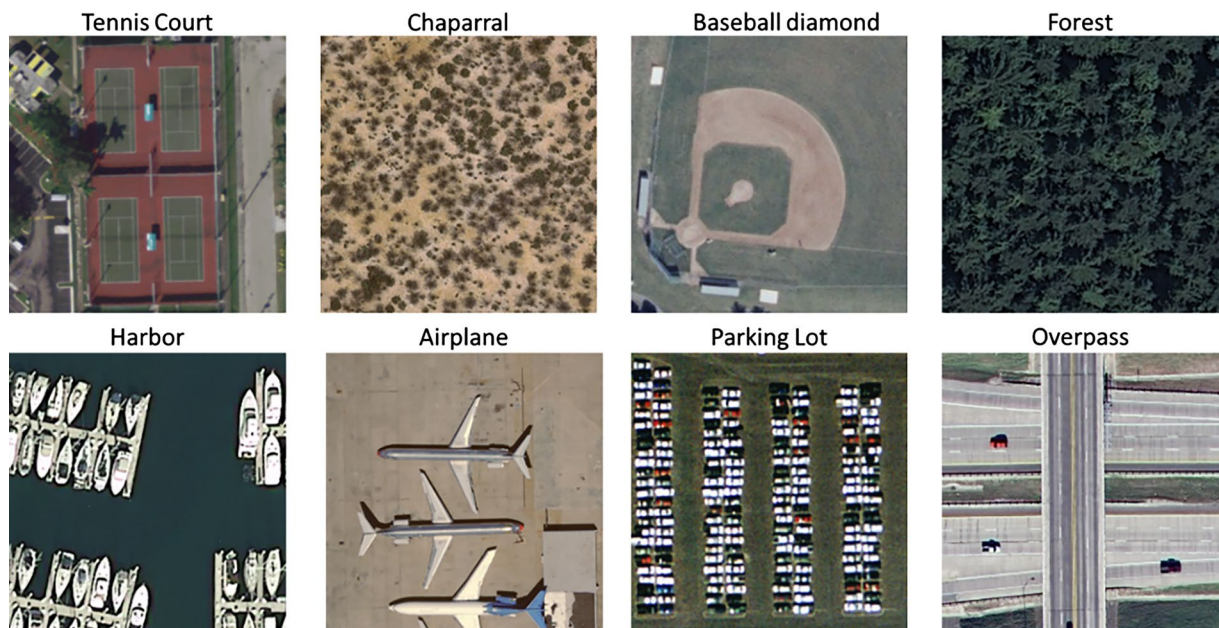 Tennis Court
Chaparral
Baseball diamond
Forest
Harbor
Airplane
Parking Lot
Overpass